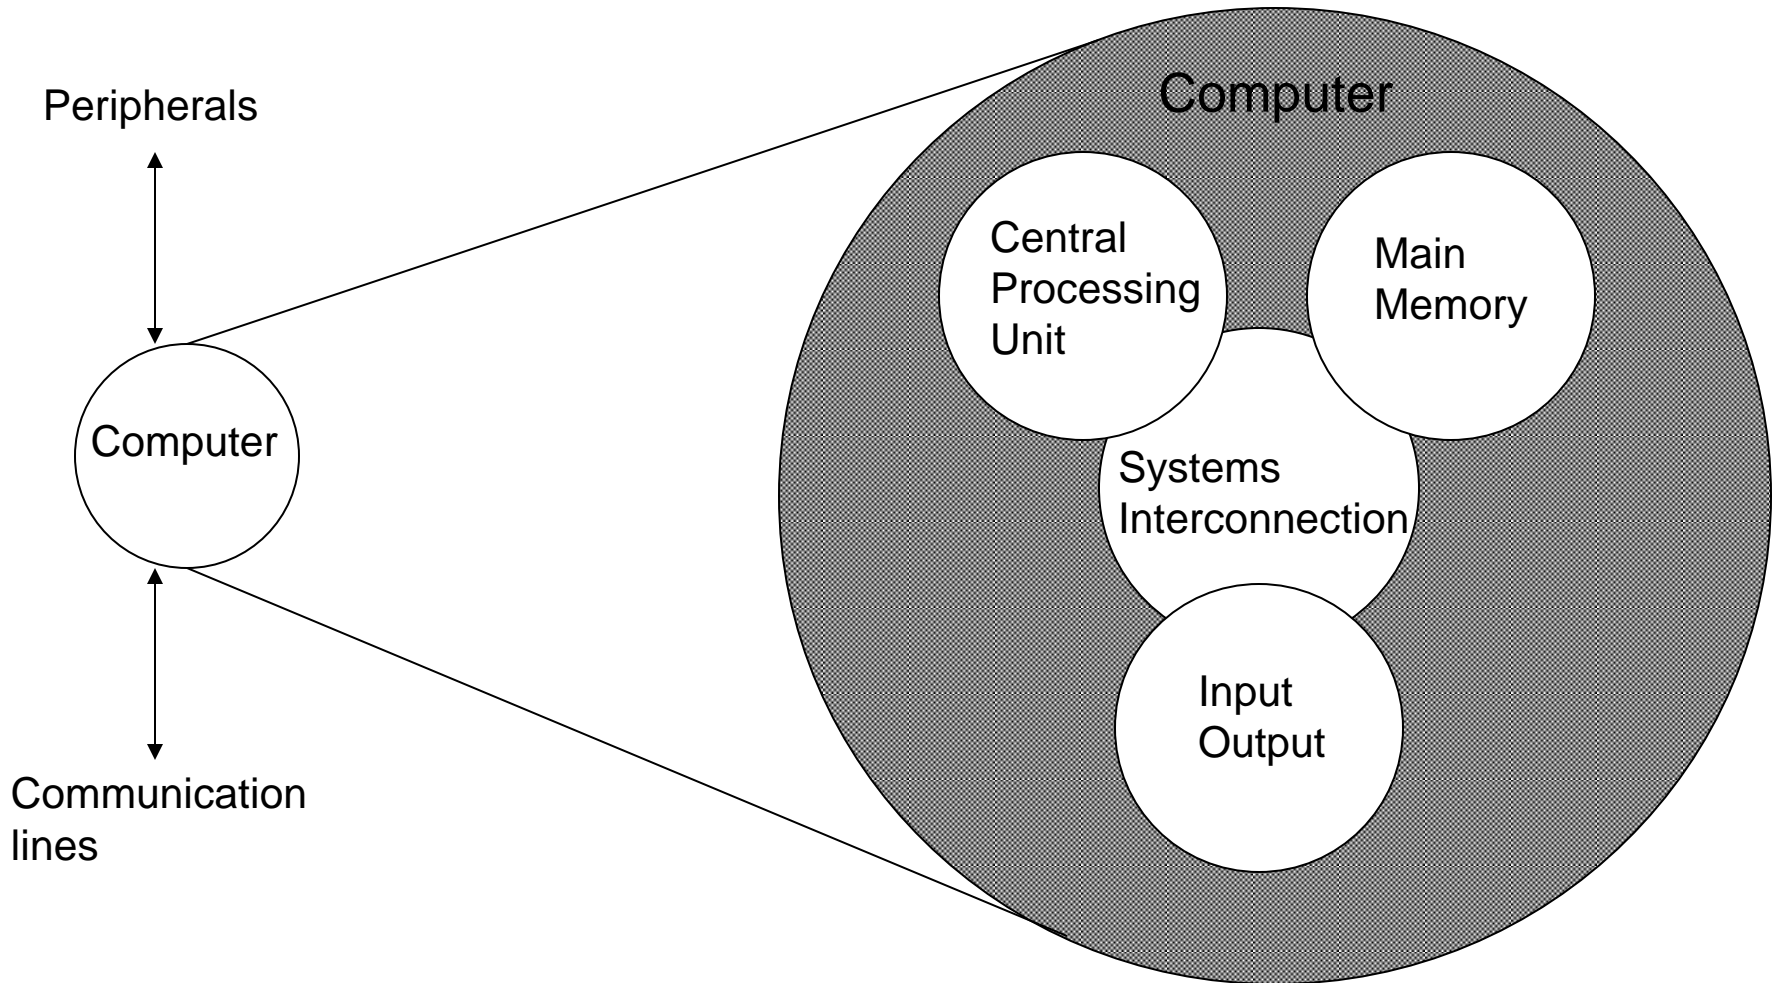 Peripherals
Computer
Communication
lines
Computer
Central
Processing
Unit
Main
Memory
Systems
Interconnection
Input
Output